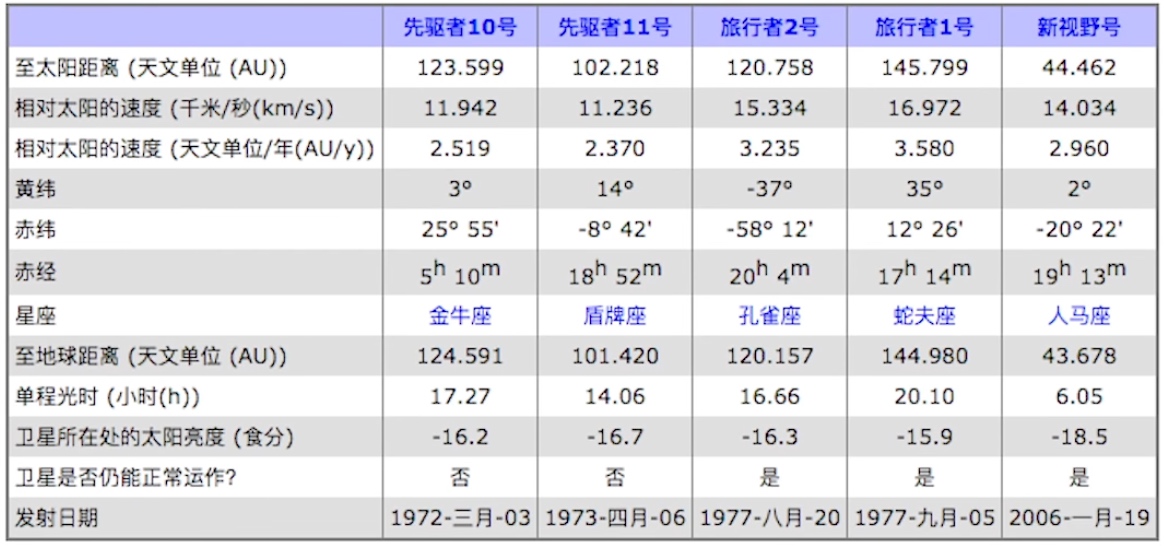 先驱者10号 先驱者11号 旅行者2号 旅行者1号 新视野号
至太阳距离 (天文单位 (AU)) 123.599 102.218 120.758 145.799 44.462
相对太阳的速度 (千米/秒(km/s)) 11.942 11.236 15.334 16.972 14.034
相对太阳的速度 (天文单位/年(AU/y)) 2.519 2.370 3.235 3.580 2.960
黄纬 3° 14° -37° 35° 2°
赤纬 25° 55' -8° 42' -58° 12' 12° 26' -20° 22'
赤经 5h 10m 18h 52m 20h 4m 17h 14m 19h 13m
星座 金牛座 盾牌座 孔雀座 蛇夫座 人马座
至地球距离 (天文单位 (AU)) 124.591 101.420 120.157 144.980 43.678
单程光时 (小时(h)) 17.27 14.06 16.66 20.10 6.05
卫星所在处的太阳亮度 (食分) -16.2 -16.7 -16.3 -15.9 -18.5
卫星是否仍能正常运作? 否 否 是 是 是
发射日期 1972-三月-03 1973-四月-06 1977-八月-20 1977-九月-05 2006-一月-19